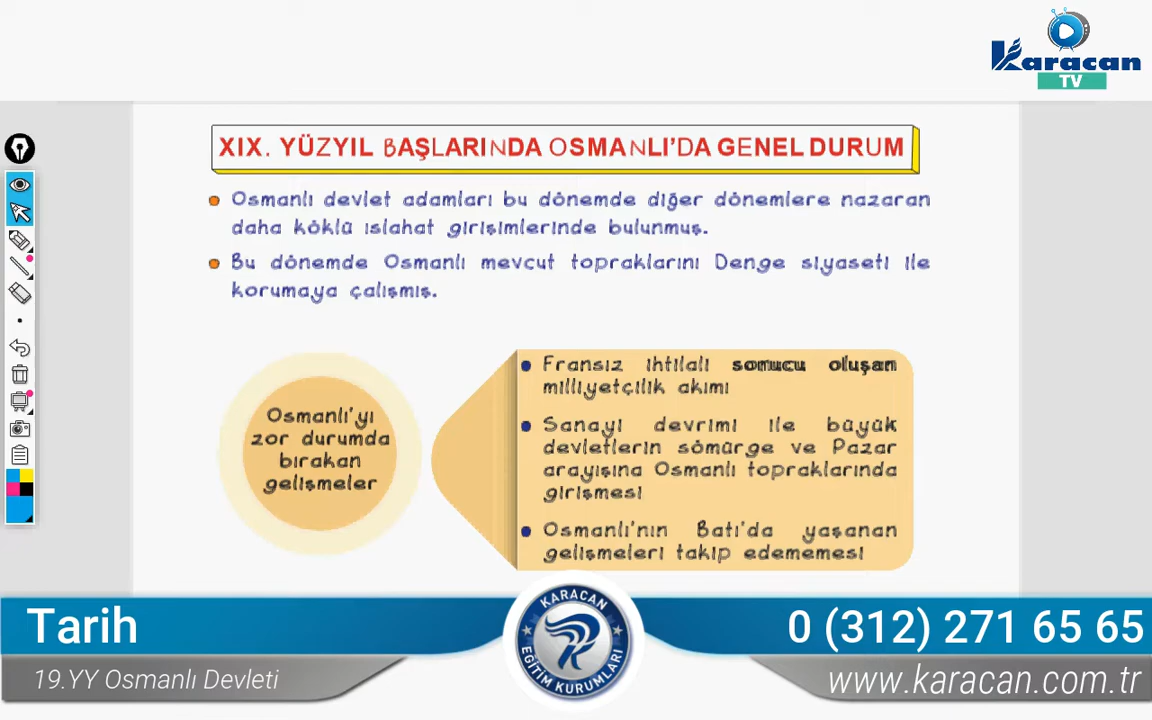 Karacan
TV
XIX. YÜZYIL BAŞLARINDA OSMANLI'DA GENEL DURUM
Osmanlı devlet adamları bu dönemde diğer dönemlere nazaran
daha köklü ıslahat girişimlerinde bulunmuş.
Bu dönemde Osmanlı mevcut topraklarını Denge siyaseti ile
korumaya çalışmış.
Osmanlı'yı
zor durumda
bırakan
gelişmeler
Fransız ihtilali sonucu oluşan
milliyetçilik akımı
Sanayi devrimi ile büyük
devletlerin sömürge ve Pazar
arayışına Osmanlı topraklarında
girişmesi
Osmanlı'nın Batı'da yaşanan
gelişmeleri takip edememesi
Tarih
19.YY Osmanlı Devleti
KARACAN
EĞİTİM KURUMLARI
0 (312) 271 65 65
www.karacan.com.tr